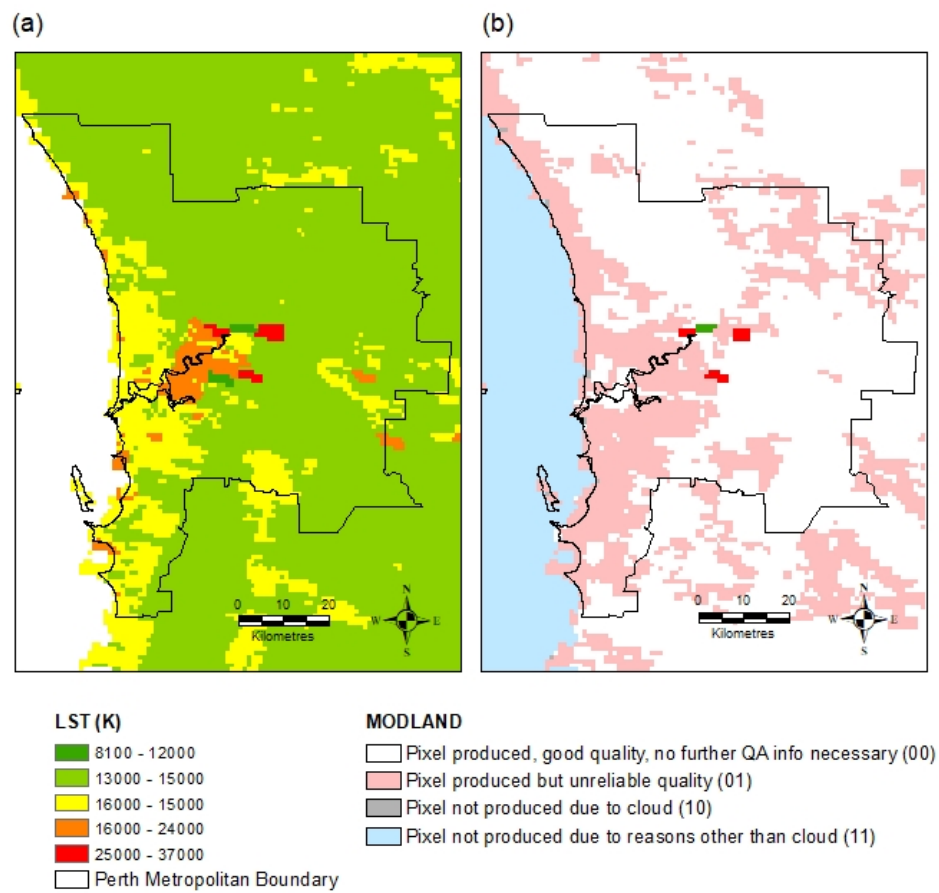 (a)
(b)
N
W E
S
0 10 20
Kilometres
N
W E
S
0 10 20
Kilometres
LST (K)
8100 - 12000
13000 - 15000
16000 - 15000
16000 - 24000
25000 - 37000
Perth Metropolitan Boundary
MODLAND
Pixel produced, good quality, no further QA info necessary (00)
Pixel produced but unreliable quality (01)
Pixel not produced due to cloud (10)
Pixel not produced due to reasons other than cloud (11)